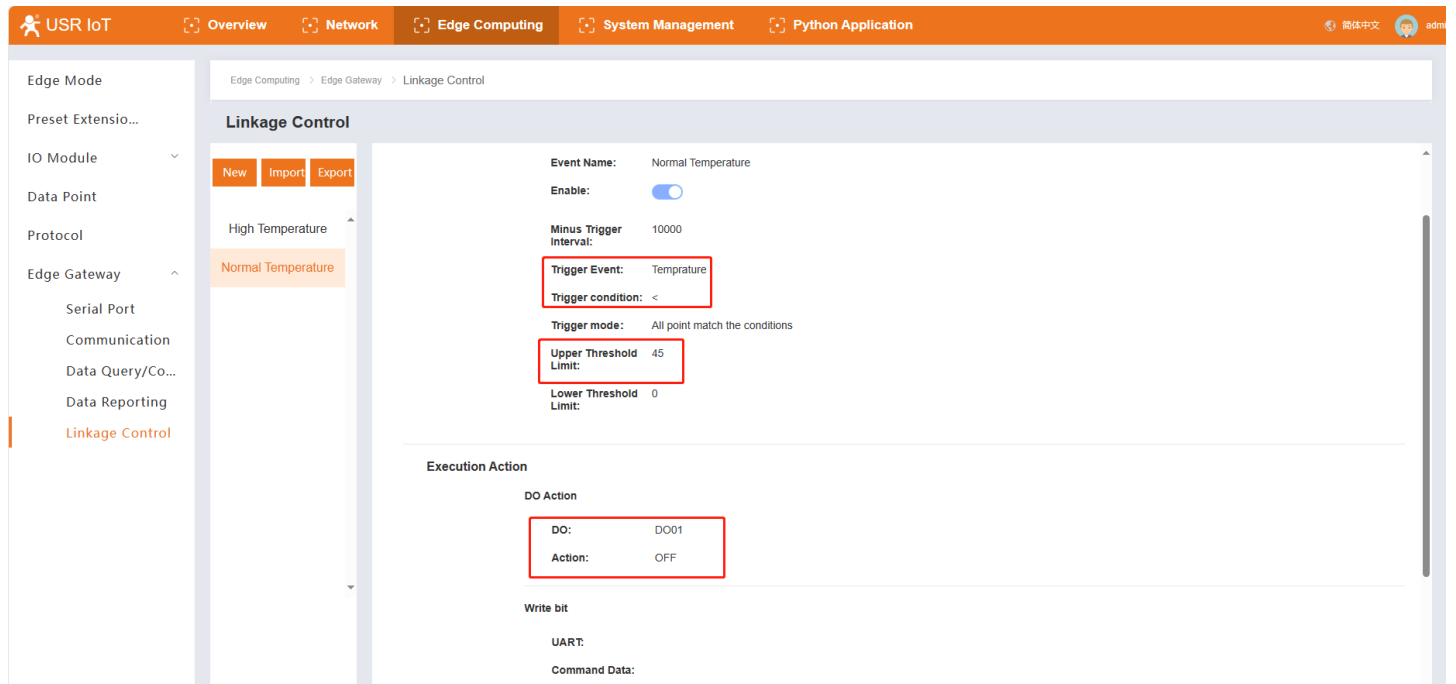 USR IoT
Overview
Network
Edge Computing
System Management
Python Application
简体中文
admi
Edge Mode
Preset Extensio...
IO Module
Data Point
Protocol
Edge Gateway
Serial Port
Communication
Data Query/Co...
Data Reporting
Linkage Control
Edge Computing > Edge Gateway > Linkage Control
Linkage Control
New Import Export
High Temperature
Normal Temperature
Event Name: Normal Temperature
Enable:
Minus Trigger
Interval: 10000
Trigger Event: Temprature
Trigger condition: <
Trigger mode: All point match the conditions
Upper Threshold
Limit: 45
Lower Threshold
Limit: 0
Execution Action
DO Action
DO: DO01
Action: OFF
Write bit
UART:
Command Data: